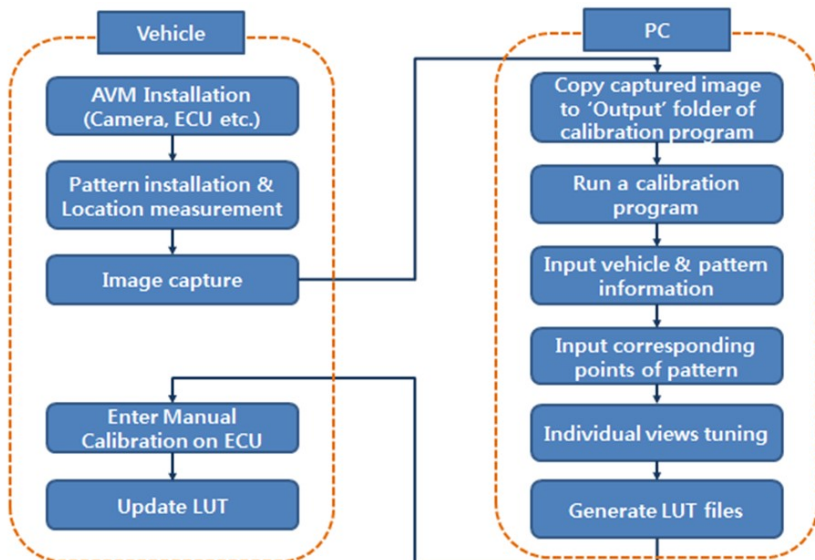 Vehicle
AVM Installation
(Camera, ECU etc.)
Pattern installation &
Location measurement
Image capture
Enter Manual
Calibration on ECU
Update LUT
PC
Copy captured image
to ‘Output’ folder of
calibration program
Run a calibration
program
Input vehicle & pattern
information
Input corresponding
points of pattern
Individual views tuning
Generate LUT files